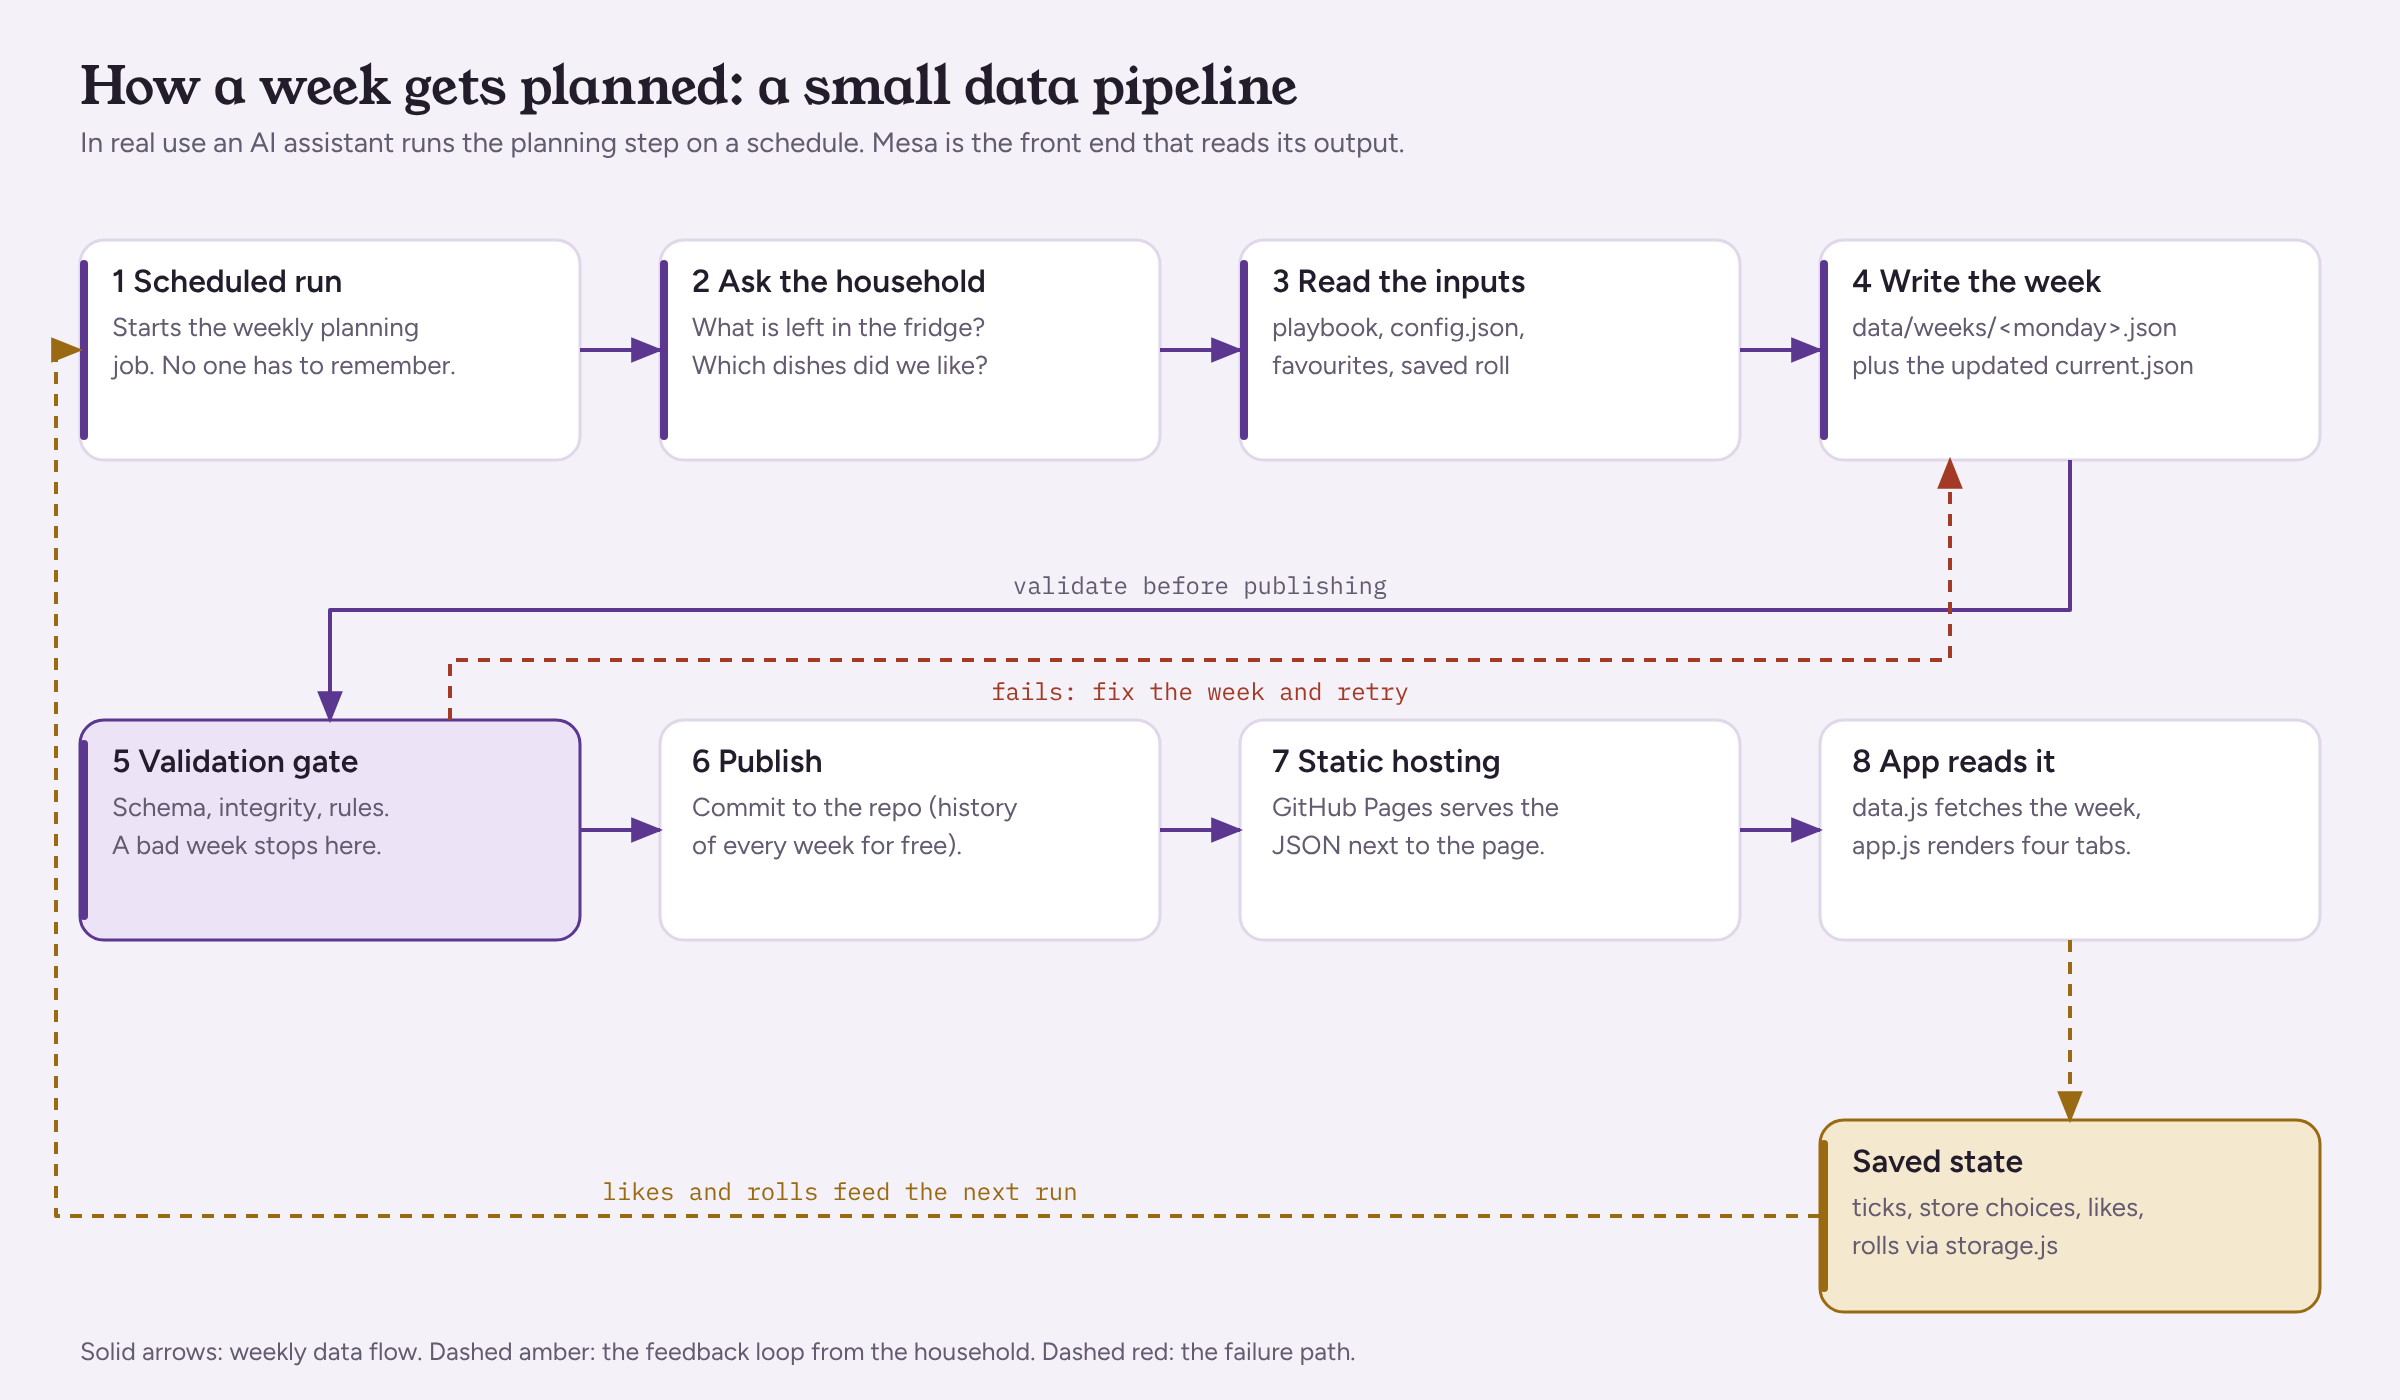 How a week gets planned: a small data pipeline
In real use an AI assistant runs the planning step on a schedule. Mesa is the front end that reads its output.
1 Scheduled run
Starts the weekly planning
job. No one has to remember.
2 Ask the household
What is left in the fridge?
Which dishes did we like?
3 Read the inputs
playbook, config.json,
favourites, saved roll
4 Write the week
data/weeks/<monday>.json
plus the updated current.json
validate before publishing
fails: fix the week and retry
5 Validation gate
Schema, integrity, rules.
A bad week stops here.
6 Publish
Commit to the repo (history
of every week for free).
7 Static hosting
GitHub Pages serves the
JSON next to the page.
8 App reads it
data.js fetches the week,
app.js renders four tabs.
Saved state
ticks, store choices, likes,
rolls via storage.js
likes and rolls feed the next run
Solid arrows: weekly data flow. Dashed amber: the feedback loop from the household. Dashed red: the failure path.